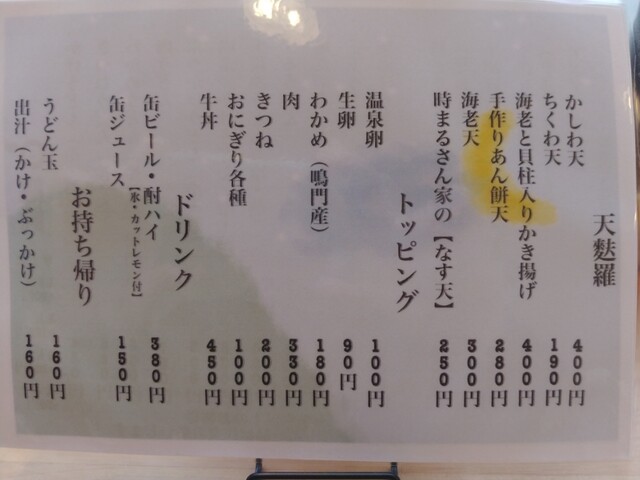 天麩羅
かしわ天 400円
ちくわ天 190円
海老と貝柱入りかき揚げ 400円
手作りあん餅天 280円
海老天 300円
時まるさん家の【なす天】 250円
トッピング
温泉卵 100円
生卵 90円
わかめ（鳴門産） 180円
肉 330円
きつね 200円
おにぎり各種 100円
牛丼 450円
ドリンク
缶ビール・酎ハイ 380円
【氷・カットレモン付】
缶ジュース 150円
お持ち帰り
うどん玉 160円
出汁（かけ・ぶっかけ） 160円